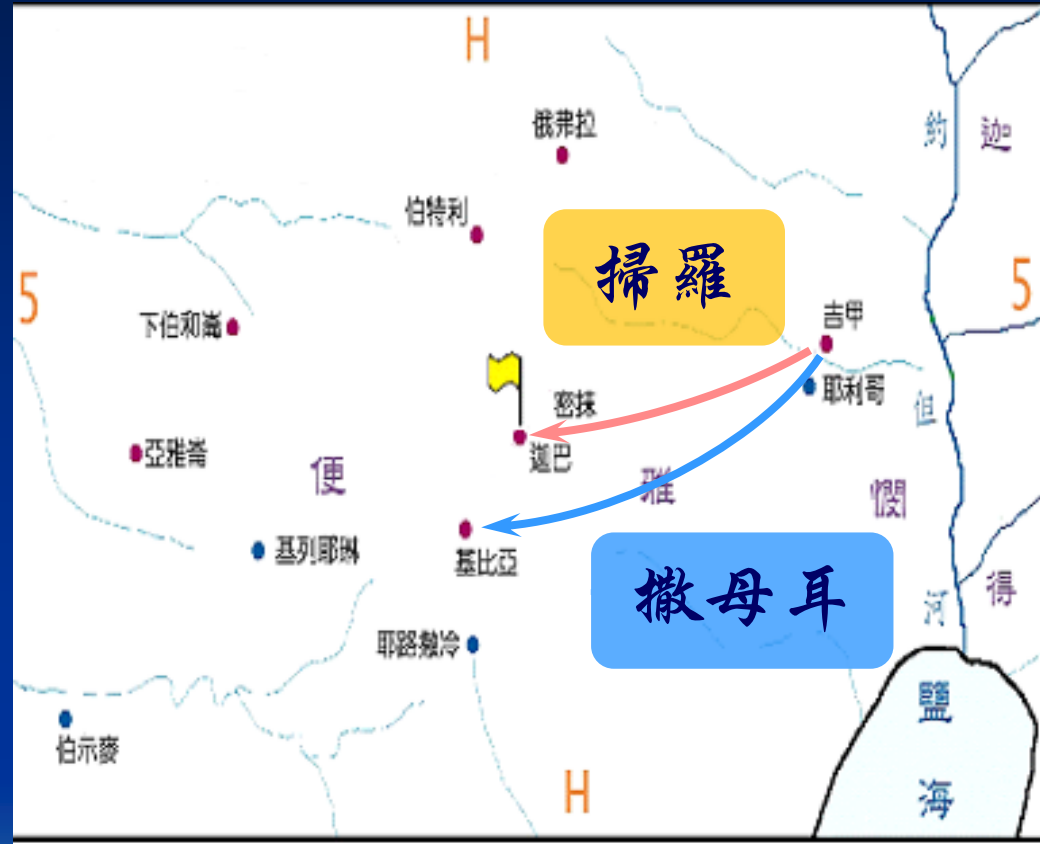 H
俄弗拉
約
迦
伯特利
掃羅
5
5
下伯和崙
吉甲
密抹
耶利哥
但
亞雅崙
迦巴
便
雅
憫
基列耶琳
基比亞
撒母耳
河
得
耶路撒冷
鹽
海
伯示麥
H